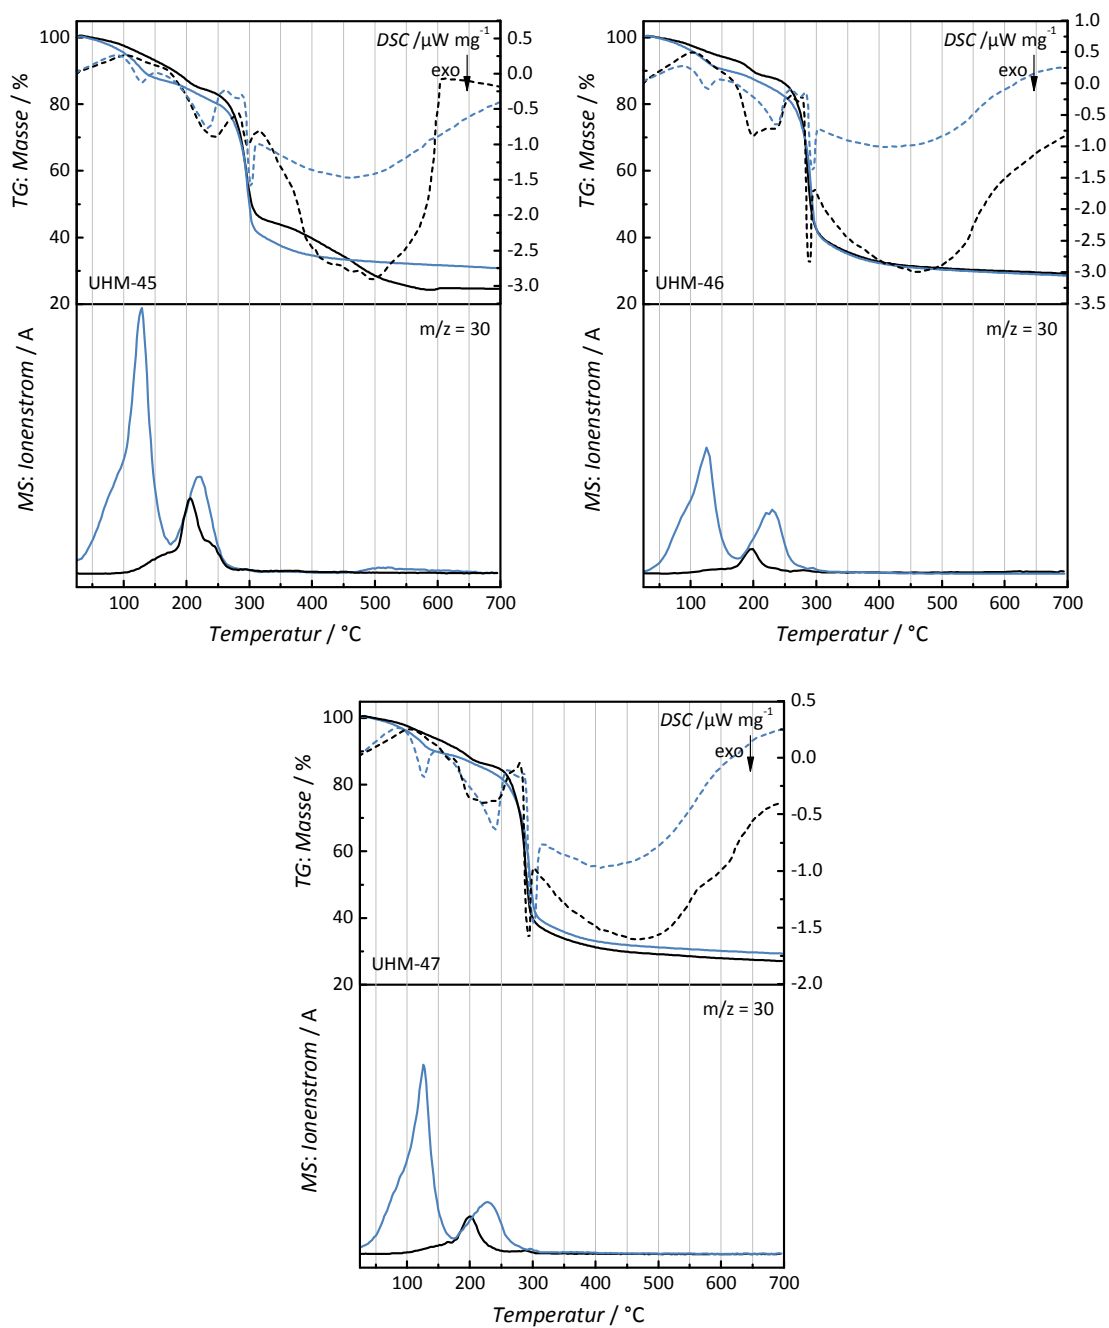 100
80
60
40
20
TG: Masse / %
DSC /µW mg⁻¹
exo
0.5
0.0
-0.5
-1.0
-1.5
-2.0
-2.5
-3.0
UHM-45
m/z = 30
MS: Ionenstrom / A
100 200 300 400 500 600 700
Temperatur / °C
100
80
60
40
20
TG: Masse / %
DSC /µW mg⁻¹
exo
1.0
0.5
0.0
-0.5
-1.0
-1.5
-2.0
-2.5
-3.0
-3.5
UHM-46
m/z = 30
MS: Ionenstrom / A
100 200 300 400 500 600 700
Temperatur / °C
100
80
60
40
20
TG: Masse / %
DSC /µW mg⁻¹
exo
0.5
0.0
-0.5
-1.0
-1.5
-2.0
UHM-47
m/z = 30
MS: Ionenstrom / A
100 200 300 400 500 600 700
Temperatur / °C